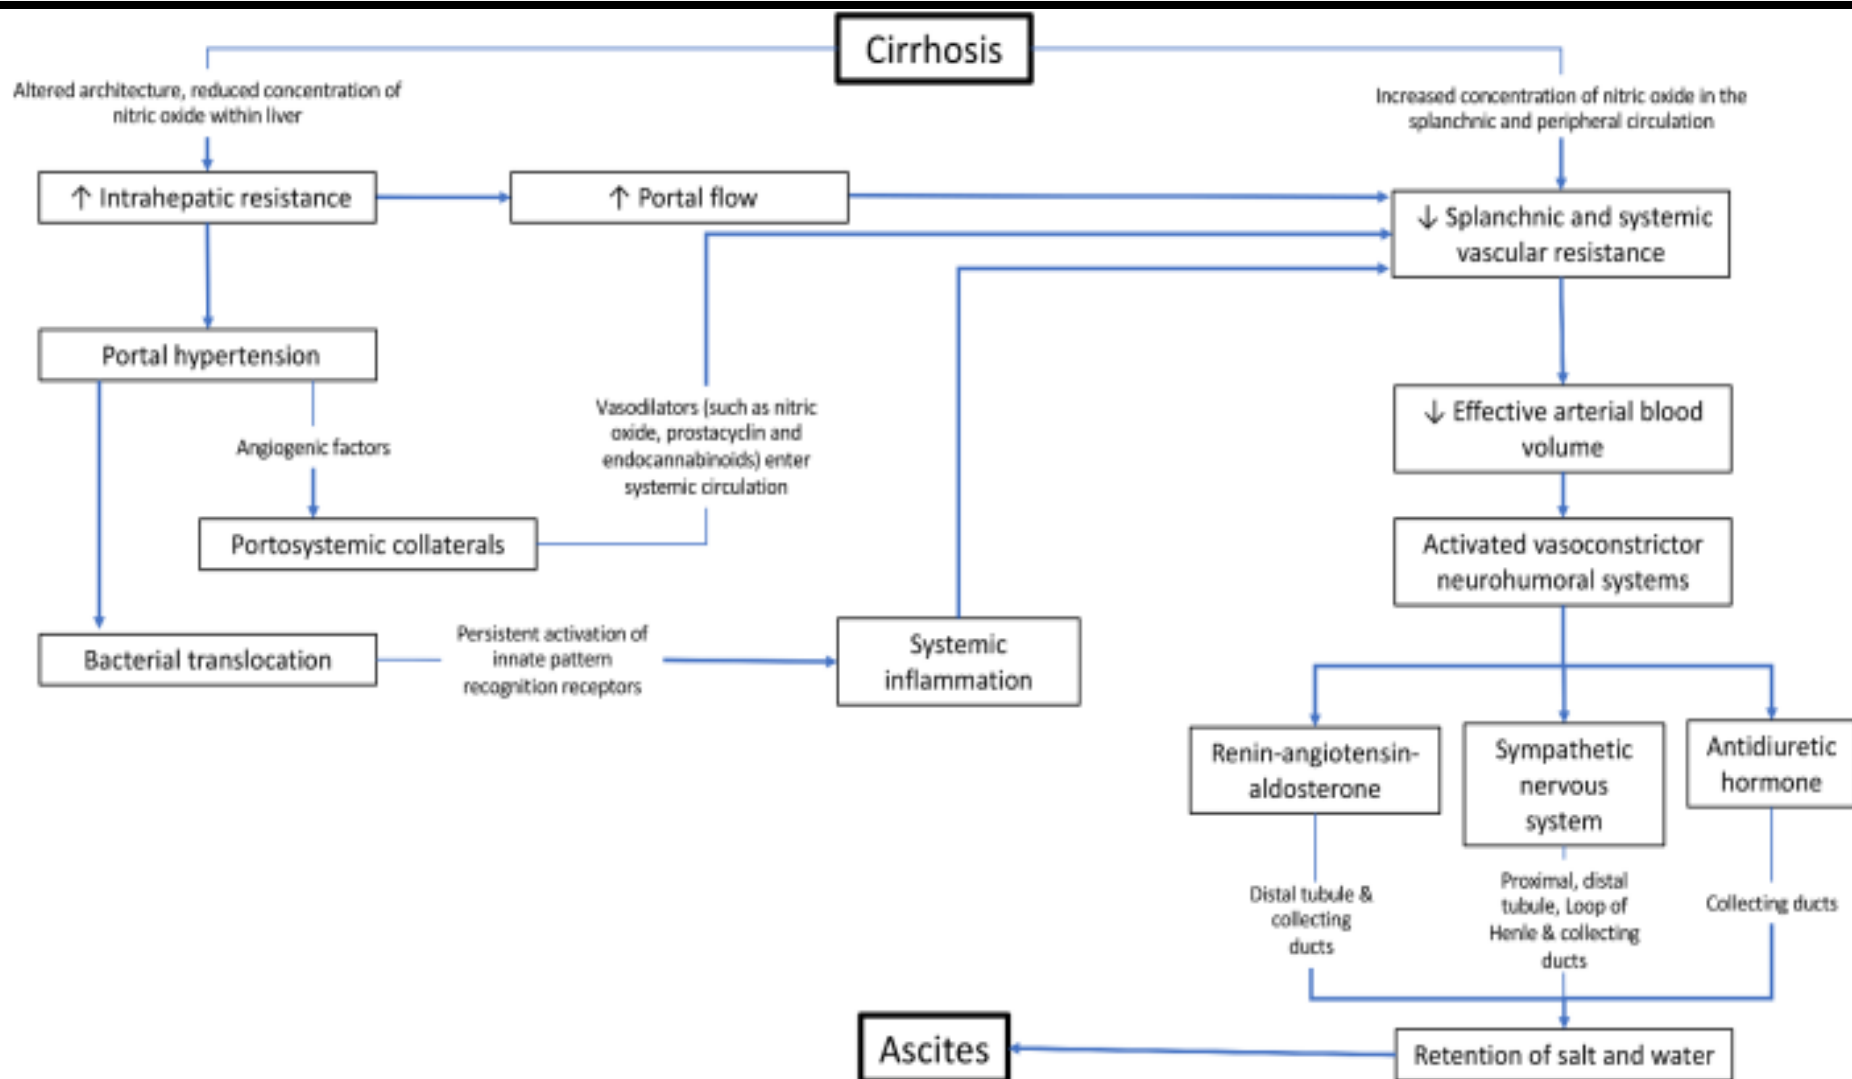 Cirrhosis
Altered architecture, reduced concentration of
nitric oxide within liver
Increased concentration of nitric oxide in the
splanchnic and peripheral circulation
↑ Intrahepatic resistance
↑ Portal flow
↓ Splanchnic and systemic
vascular resistance
Portal hypertension
Angiogenic factors
Vasodilators (such as nitric
oxide, prostacyclin and
endocannabinoids) enter
systemic circulation
↓ Effective arterial blood
volume
Portosystemic collaterals
Activated vasoconstrictor
neurohumoral systems
Bacterial translocation
Persistent activation of
innate pattern
recognition receptors
Systemic
inflammation
Renin-angiotensin-
aldosterone
Sympathetic
nervous
system
Antidiuretic
hormone
Distal tubule &
collecting
ducts
Proximal, distal
tubule, Loop of
Henle & collecting
ducts
Collecting ducts
Ascites
Retention of salt and water